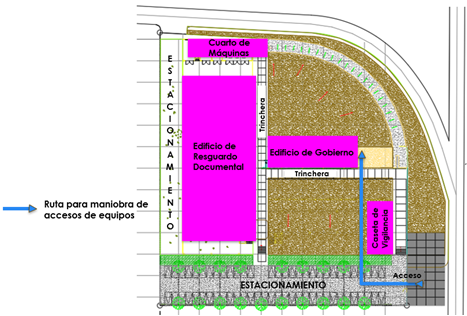 Cuarto de
Máquinas
ESTACIONAMIENTO
Trinchera
Edificio de
Resguardo
Documental
Edificio de Gobierno
Trinchera
Ruta para maniobra de
accesos de equipos
Caseta de
Vigilancia
Acceso
ESTACIONAMIENTO